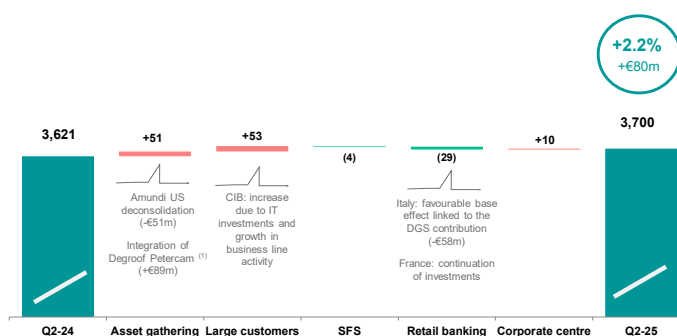 +2.2%
+€80m
3,621
+51
+53
(4)
(29)
+10
3,700
Amundi US
deconsolidation
(-€51m)
Integration of
Degroof Petercam (1)
(+€89m)
CIB: increase
due to IT
investments and
growth in
business line
activity
Italy: favourable base
effect linked to the
DGS contribution
(-€58m)
France: continuation
of investments
Q2-24
Asset gathering
Large customers
SFS
Retail banking
Corporate centre
Q2-25